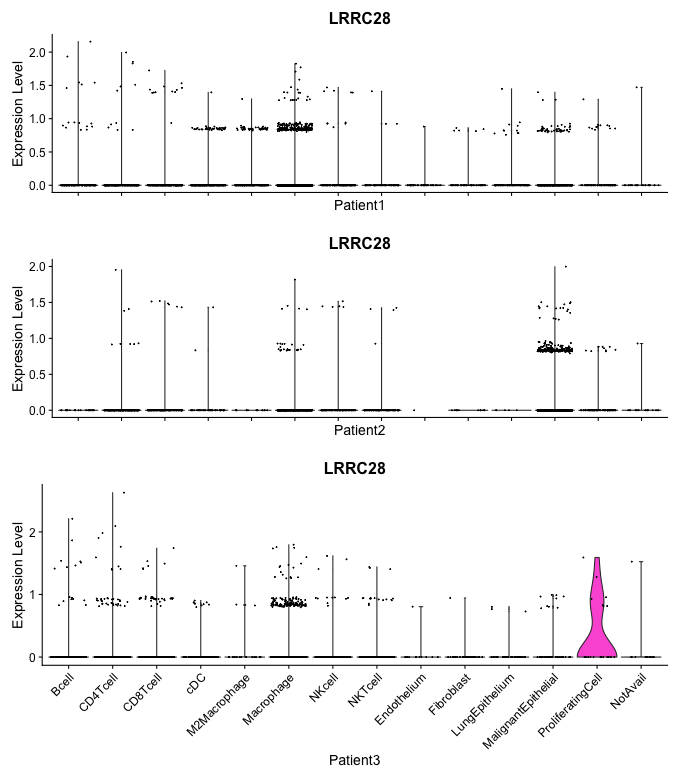 LRRC28
Expression Level
2.0
1.5
1.0
0.5
0.0
Patient1
LRRC28
Expression Level
2.0
1.5
1.0
0.5
0.0
Patient2
LRRC28
Expression Level
2
1
0
Bcell
CD4Tcell
CD8Tcell
cDC
M2Macrophage
Macrophage
NKcell
NKTcell
Endothelium
Fibroblast
LungEpithelium
MalignantEpithelial
ProliferatingCell
NotAvail
Patient3